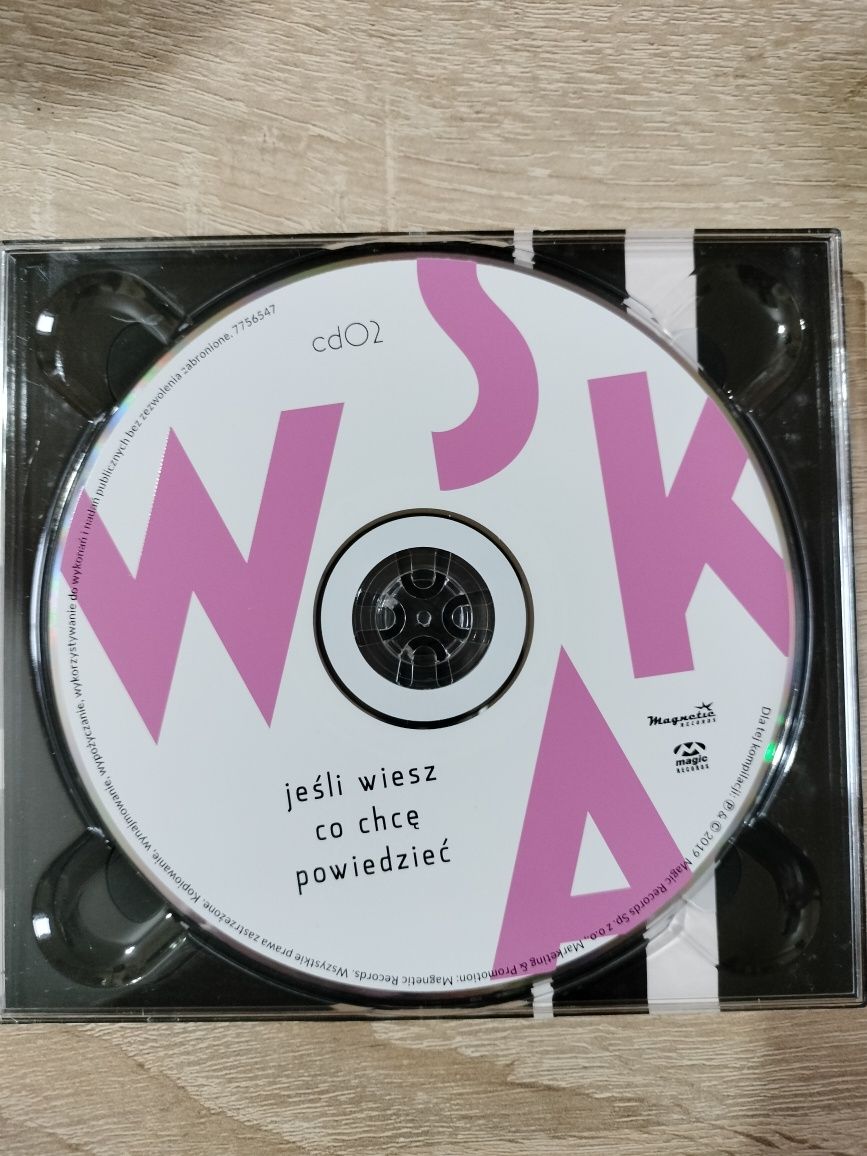 cd02
W
S
K
A
jeśli wiesz
co chcę
powiedzieć
Magnetic
RECORDS
magic
RECORDS
Dla tej kompilacji: ℗ & © 2019 Magic Records Sp. z o.o., Marketing & Promotion: Magnetic Records. Wszystkie prawa zastrzeżone. Kopiowanie, wynajmowanie, wypożyczanie, wykorzystywanie do wykonań i nadań publicznych bez zezwolenia zabronione. 7756547